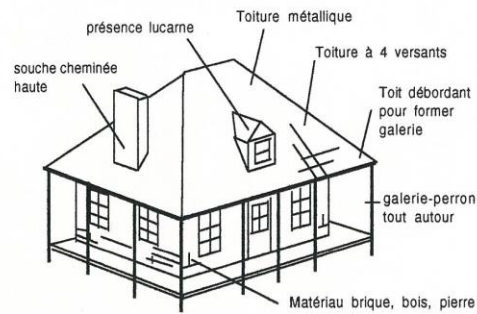 Toiture métallique
présence lucarne
Toiture à 4 versants
souche cheminée
haute
Toit débordant
pour former
galerie
galerie-perron
tout autour
Matériau brique, bois, pierre